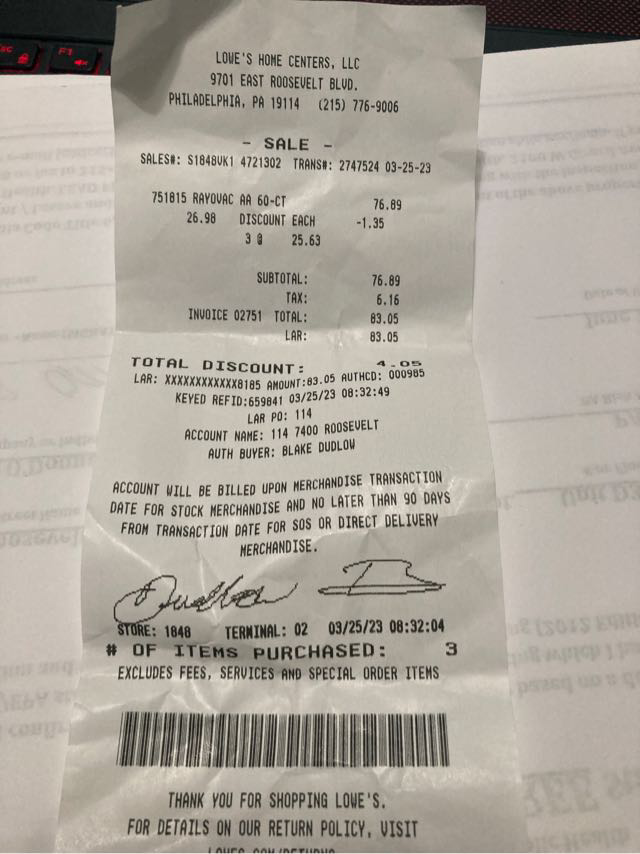 LOWE'S HOME CENTERS, LLC
9701 EAST ROOSEVELT BLVD.
PHILADELPHIA, PA 19114 (215) 776-9006
- SALE -
SALES#: S1848VK1 4721302 TRANS#: 2747524 03-25-23
751815 RAYOVAC AA 60-CT 76.89
26.98 DISCOUNT EACH -1.35
3 @ 25.63
SUBTOTAL: 76.89
TAX: 6.16
INVOICE 02751 TOTAL: 83.05
LAR: 83.05
TOTAL DISCOUNT: 4.05
LAR: XXXXXXXXXXXX8185 AMOUNT:83.05 AUTHCD: 000985
KEYED REFID:659841 03/25/23 08:32:49
LAR PO: 114
ACCOUNT NAME: 114 7400 ROOSEVELT
AUTH BUYER: BLAKE DUDLOW
ACCOUNT WILL BE BILLED UPON MERCHANDISE TRANSACTION
DATE FOR STOCK MERCHANDISE AND NO LATER THAN 90 DAYS
FROM TRANSACTION DATE FOR SOS OR DIRECT DELIVERY
MERCHANDISE.
STORE: 1848 TERMINAL: 02 03/25/23 08:32:04
# OF ITEMS PURCHASED: 3
EXCLUDES FEES, SERVICES AND SPECIAL ORDER ITEMS
THANK YOU FOR SHOPPING LOWE'S.
FOR DETAILS ON OUR RETURN POLICY, VISIT
LOWES.COM/RETURNS
F1